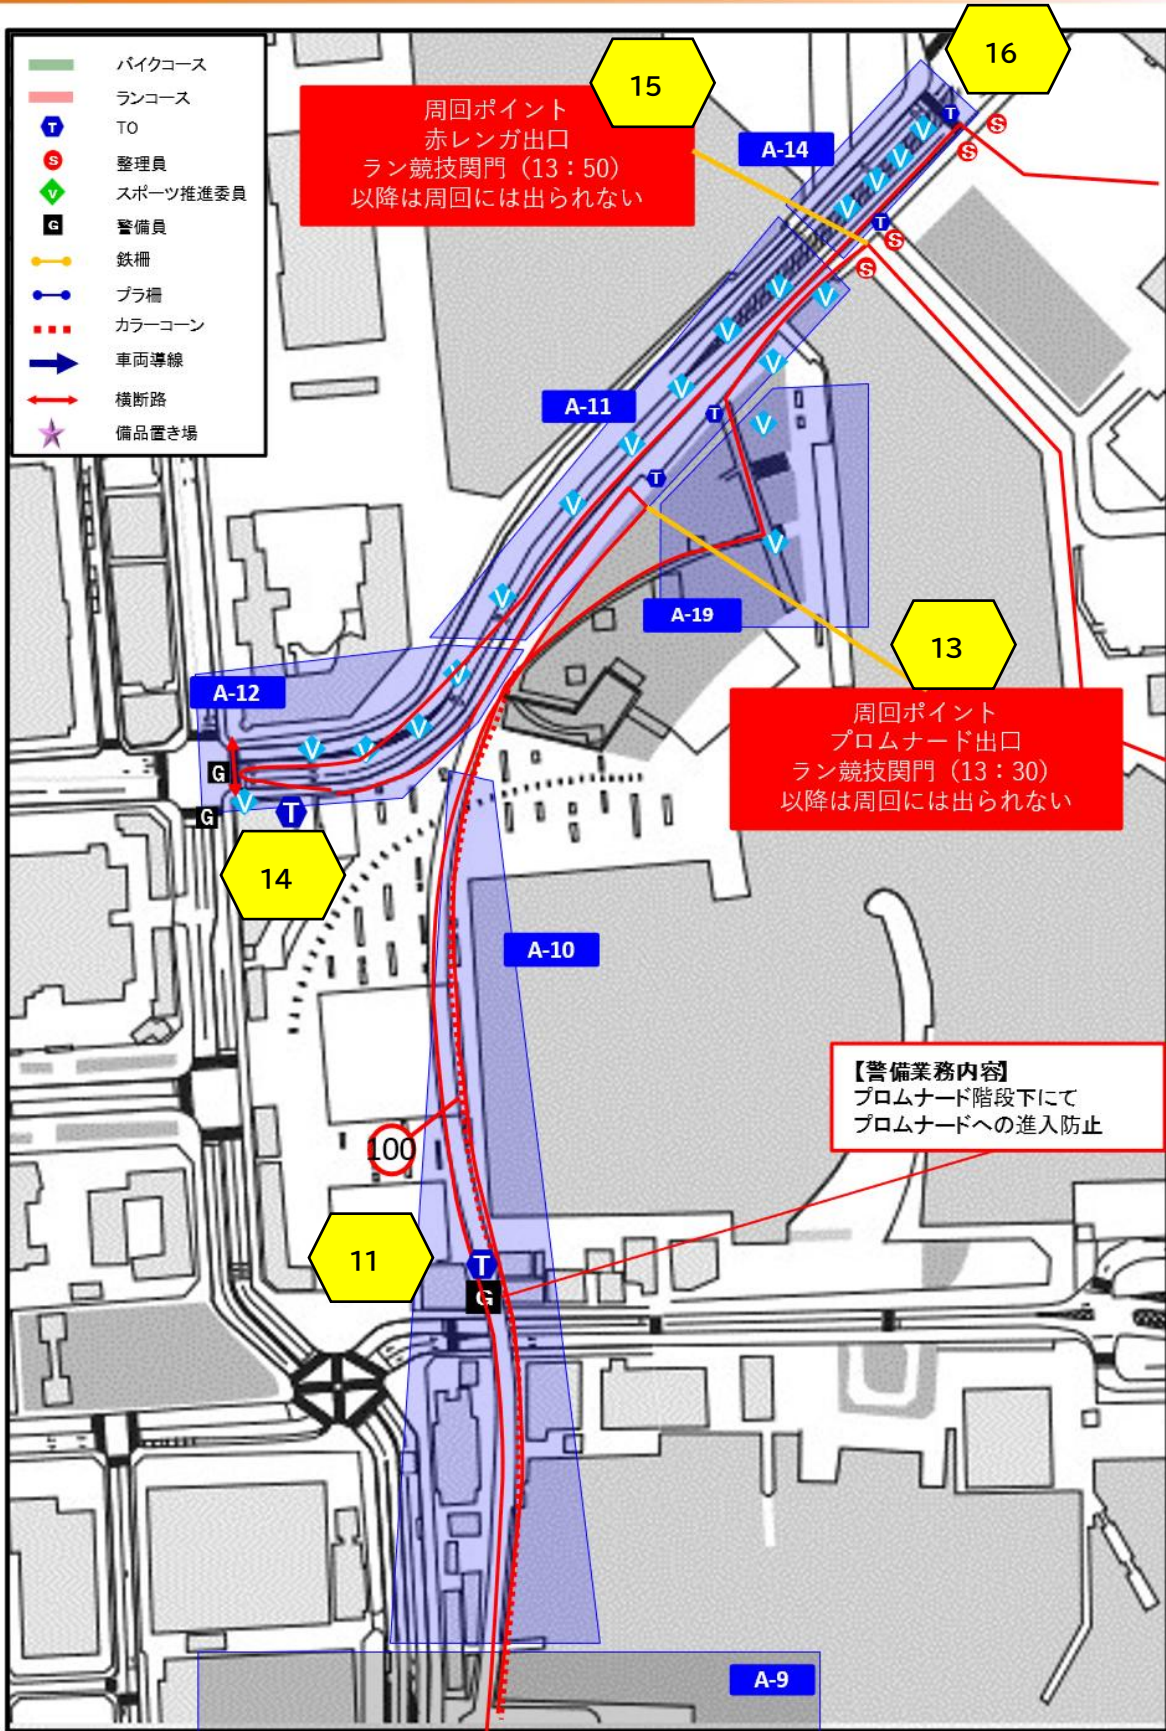 バイクコース
ランコース
T TO
S 整理員
V スポーツ推進委員
G 警備員
鉄柵
プラ柵
カラーコーン
車両導線
横断路
備品置き場
16
15
周回ポイント
赤レンガ出口
ラン競技関門（13：50）
以降は周回には出られない
A-14
T
S
S
V
V
V
V
T
S
S
V
V
V
V
V
A-11
T
V
V
T
V
V
V
A-19
13
周回ポイント
プロムナード出口
ラン競技関門（13：30）
以降は周回には出られない
A-12
V
V
V
V
G
V
G
T
14
A-10
【警備業務内容】
プロムナード階段下にて
プロムナードへの進入防止
100
11
T
G
A-9